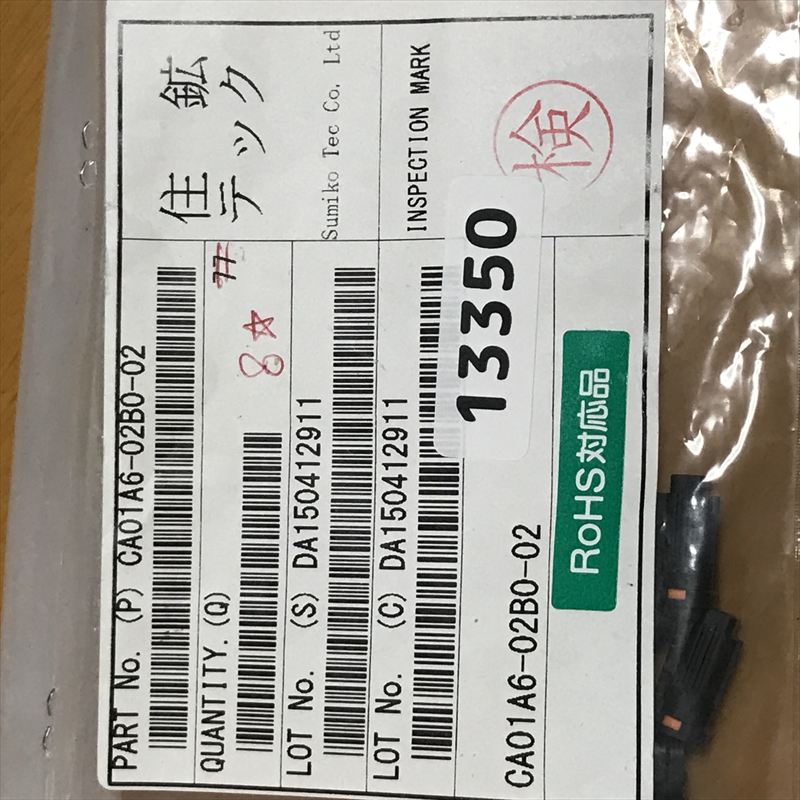 PART No. (P) CA01A6-02B0-02
QUANTITY.(Q)
77
8☆
LOT No. (S) DA150412911
LOT No. (C) DA150412911
CA01A6-02B0-02
住鉱
テック
Sumiko Tec Co, Ltd
INSPECTION MARK
検
13350
RoHS対応品